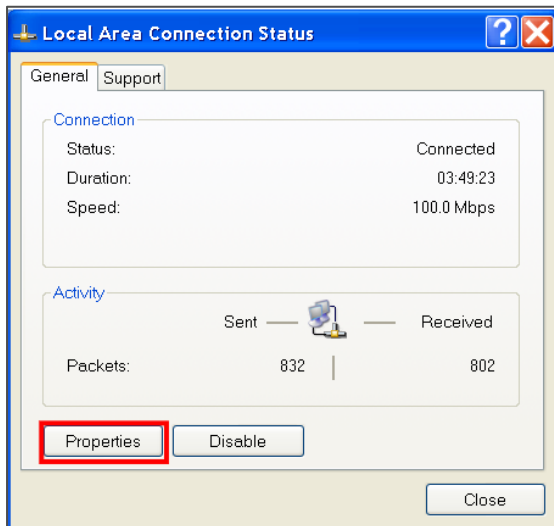 Local Area Connection Status
General Support
Connection
Status: Connected
Duration: 03:49:23
Speed: 100.0 Mbps
Activity
Sent Received
Packets: 832 802
Properties Disable
Close